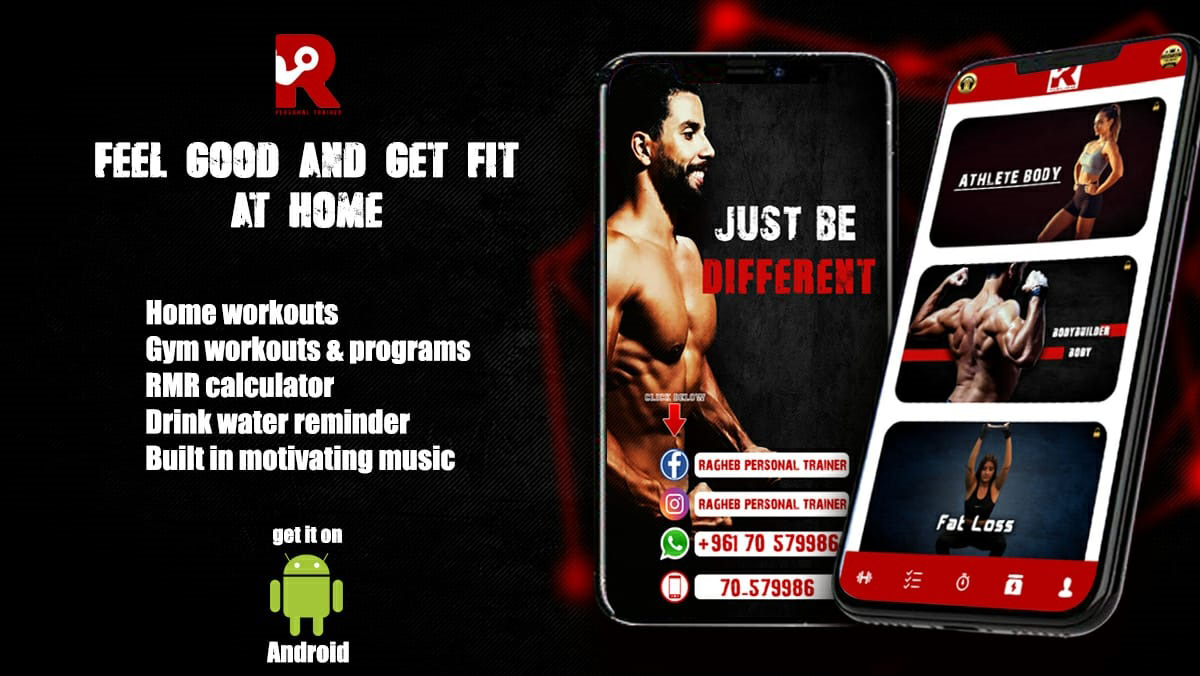 PERSONAL TRAINER
FEEL GOOD AND GET FIT
AT HOME
Home workouts
Gym workouts & programs
RMR calculator
Drink water reminder
Built in motivating music
get it on
Android
JUST BE
DIFFERENT
CLICK BELOW
RAGHEB PERSONAL TRAINER
RAGHEB PERSONAL TRAINER
+961 70 579986
70-579986
ATHLETE BODY
BODYBUILDER
BODY
Fat Loss